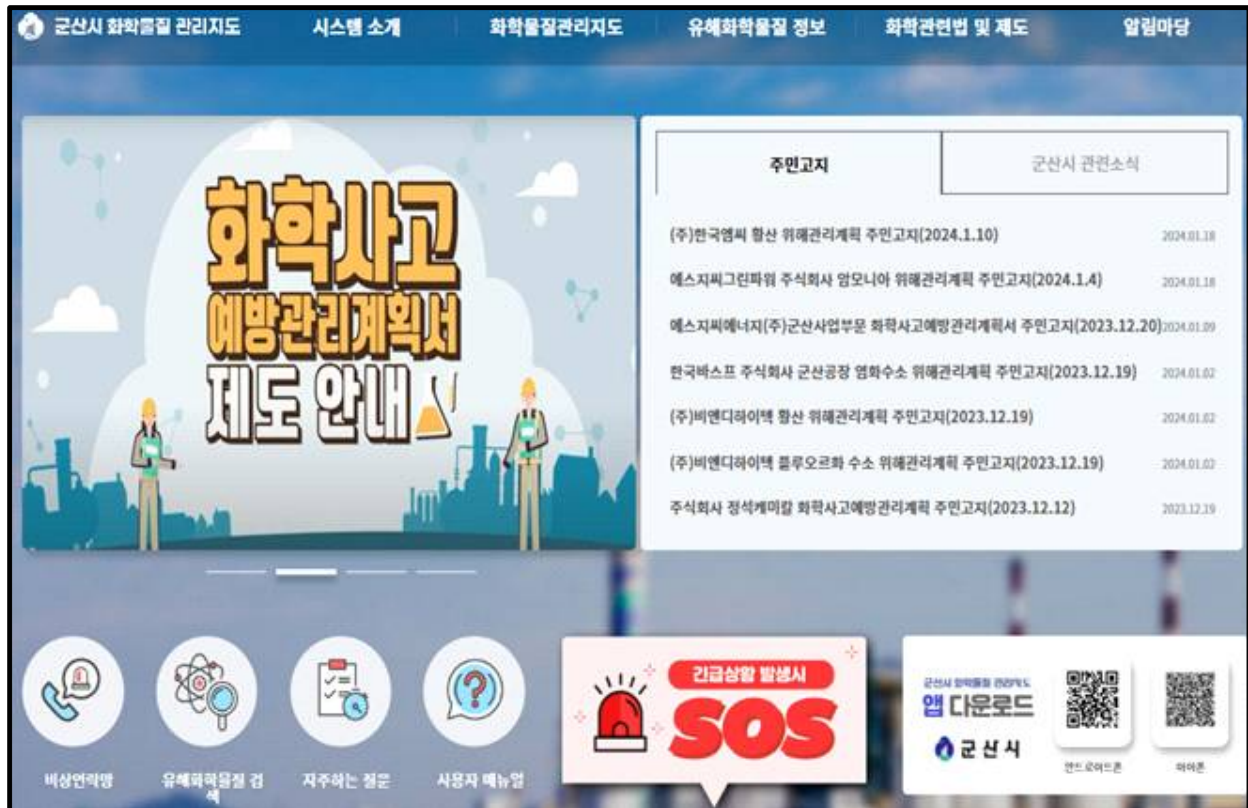 군산시 화학물질 관리지도
시스템 소개
화학물질관리지도
유해화학물질 정보
화학관련법 및 제도
알림마당
화학사고
예방관리계획서
제도 안내
주민고지
군산시 관련소식
(주)한국엠씨 황산 위해관리계획 주민고지(2024.1.10) 2024.01.18
에스지씨그린파워 주식회사 암모니아 위해관리계획 주민고지(2024.1.4) 2024.01.18
에스지씨에너지(주)군산사업부문 화학사고예방관리계획서 주민고지(2023.12.20) 2024.01.09
한국바스프 주식회사 군산공장 염화수소 위해관리계획 주민고지(2023.12.19) 2024.01.02
(주)비앤디하이텍 황산 위해관리계획 주민고지(2023.12.19) 2024.01.02
(주)비앤디하이텍 플루오르화 수소 위해관리계획 주민고지(2023.12.19) 2024.01.02
주식회사 정석케미칼 화학사고예방관리계획 주민고지(2023.12.12) 2023.12.19
비상연락망
유해화학물질 검
색
자주하는 질문
사용자 매뉴얼
긴급상황 발생시
SOS
군산시 화학물질 관리지도
앱 다운로드
군산시
안드로이드폰
아이폰